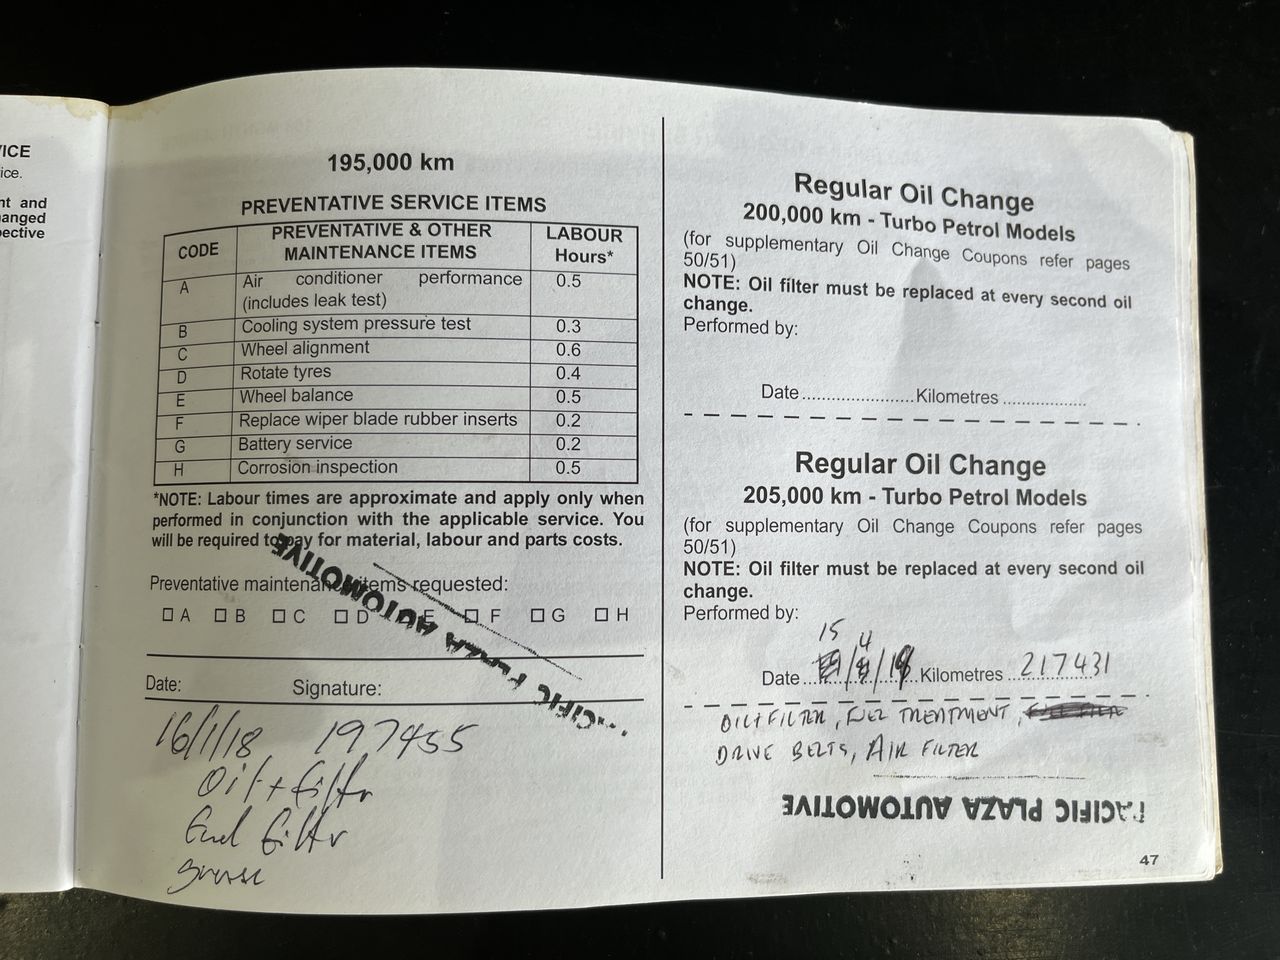 VICE
ice.
nt and
anged
pective
195,000 km
PREVENTATIVE SERVICE ITEMS
CODE PREVENTATIVE & OTHER MAINTENANCE ITEMS LABOUR Hours*
A Air conditioner performance (includes leak test) 0.5
B Cooling system pressure test 0.3
C Wheel alignment 0.6
D Rotate tyres 0.4
E Wheel balance 0.5
F Replace wiper blade rubber inserts 0.2
G Battery service 0.2
H Corrosion inspection 0.5
*NOTE: Labour times are approximate and apply only when
performed in conjunction with the applicable service. You
will be required to pay for material, labour and parts costs.
Preventative maintenance items requested:
☐ A ☐ B ☐ C ☐ D ☐ E ☐ F ☐ G ☐ H
PACIFIC PLAZA AUTOMOTIVE
Date: Signature:
16/1/18 197455
Oil + filter
fuel filter
Regular Oil Change
200,000 km - Turbo Petrol Models
(for supplementary Oil Change Coupons refer pages
50/51)
NOTE: Oil filter must be replaced at every second oil
change.
Performed by:
Date......................Kilometres.................
Regular Oil Change
205,000 km - Turbo Petrol Models
(for supplementary Oil Change Coupons refer pages
50/51)
NOTE: Oil filter must be replaced at every second oil
change.
Performed by:
15 4
Date Kilometres 217431
OIL+FILTER, FUEL TREATMENT,
DRIVE BELTS, AIR FILTER
PACIFIC PLAZA AUTOMOTIVE
47